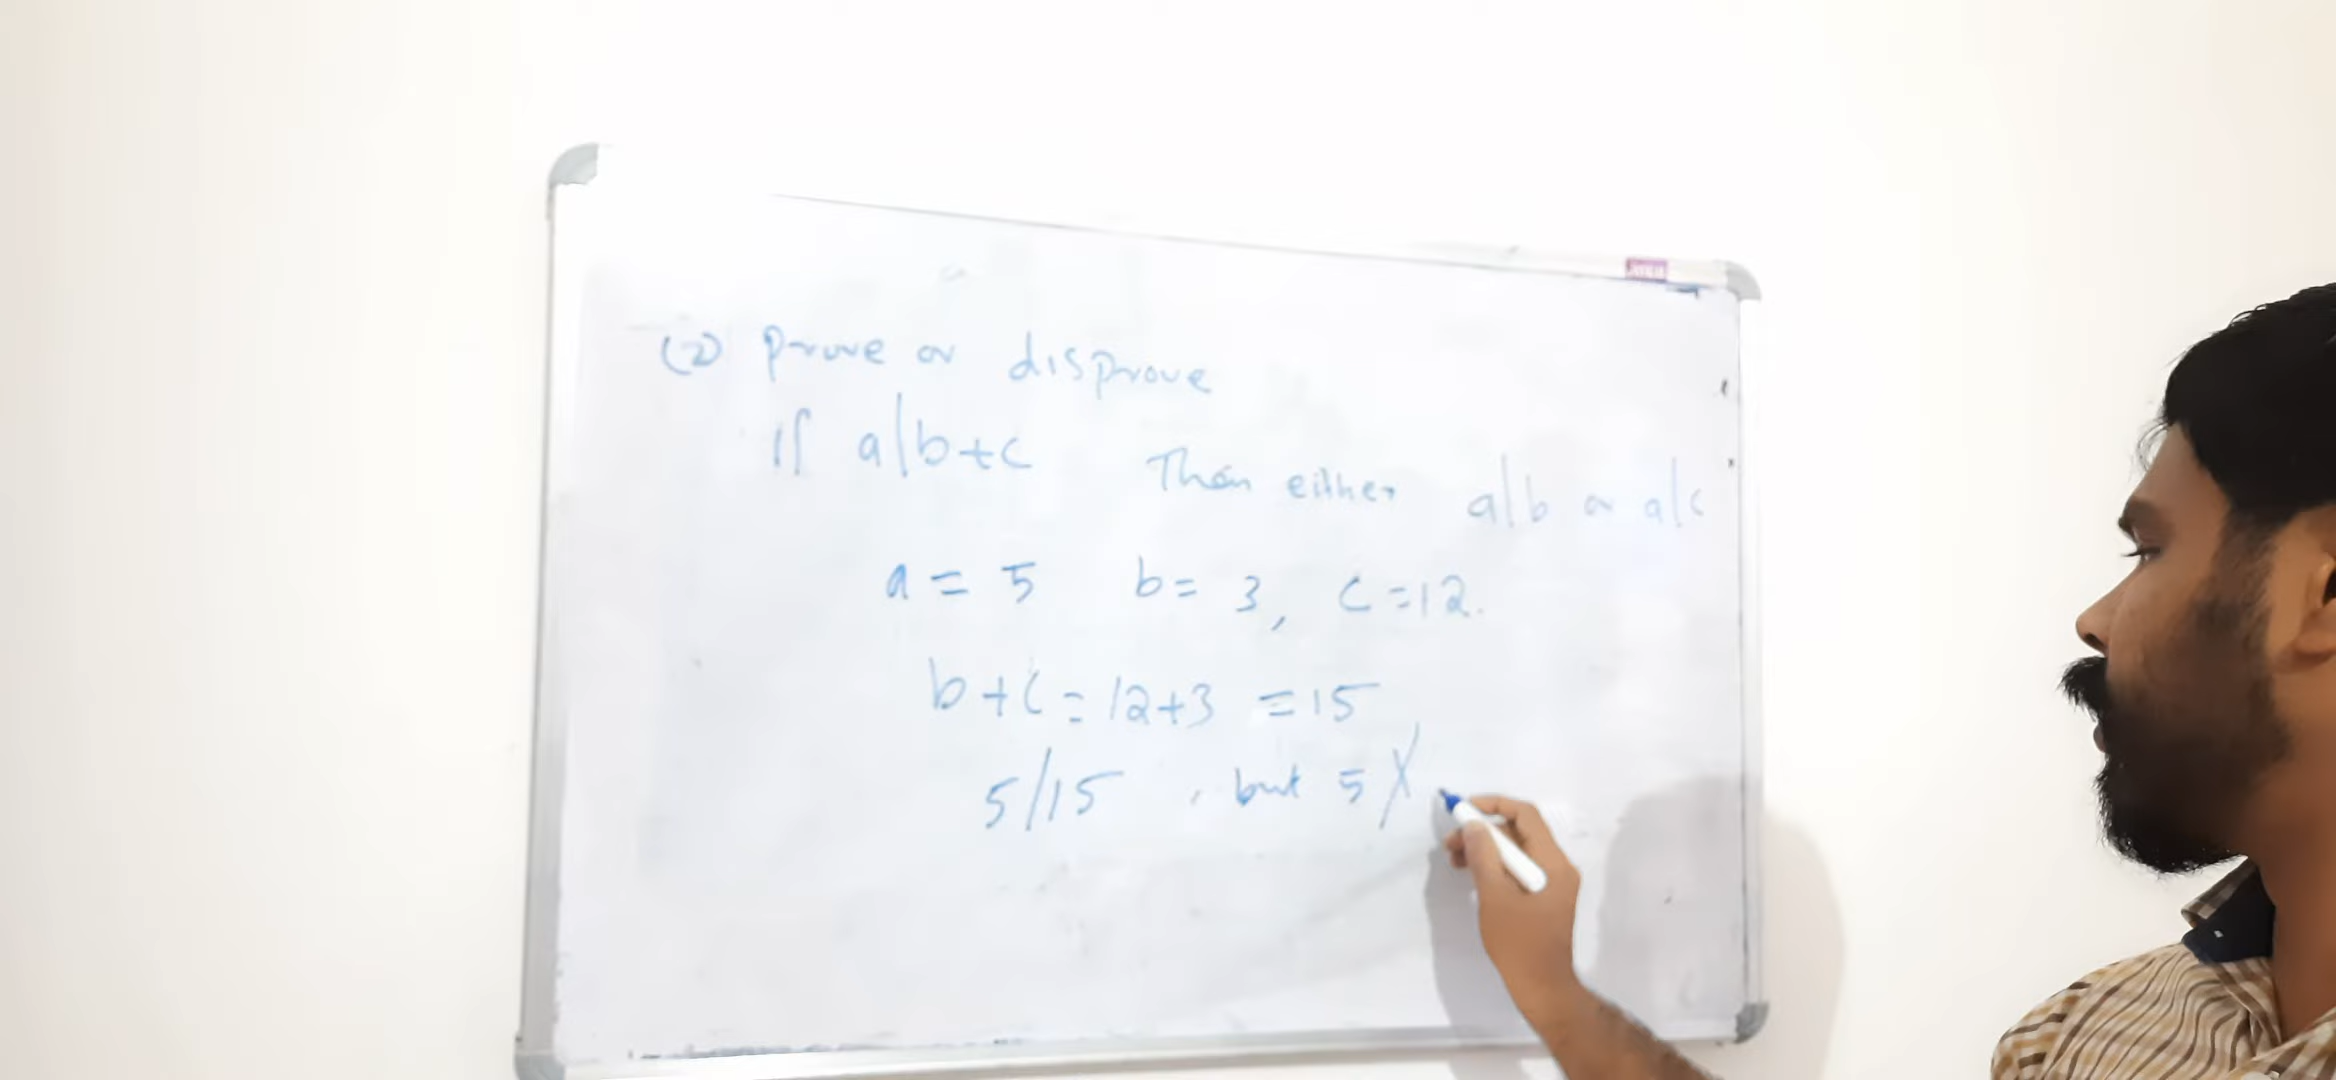 (2) Prove or disprove
If a|b+c Then either a|b or a|c
a = 5 b = 3, c = 12.
b+c = 12+3 = 15
5/15 , but 5∤